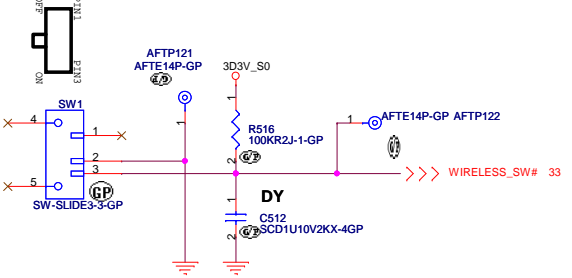 OFF PIN1
ON PIN3
AFTP121
AFTE14P-GP
3D3V_S0
SW1
4
1
2
3
5
GP
SW-SLIDE3-3-GP
1
1
R516
100KR2J-1-GP
2
GP
1
AFTE14P-GP AFTP122
GP
WIRELESS_SW# 33
DY
1
C512
SCD1U10V2KX-4GP
2
GP
GP